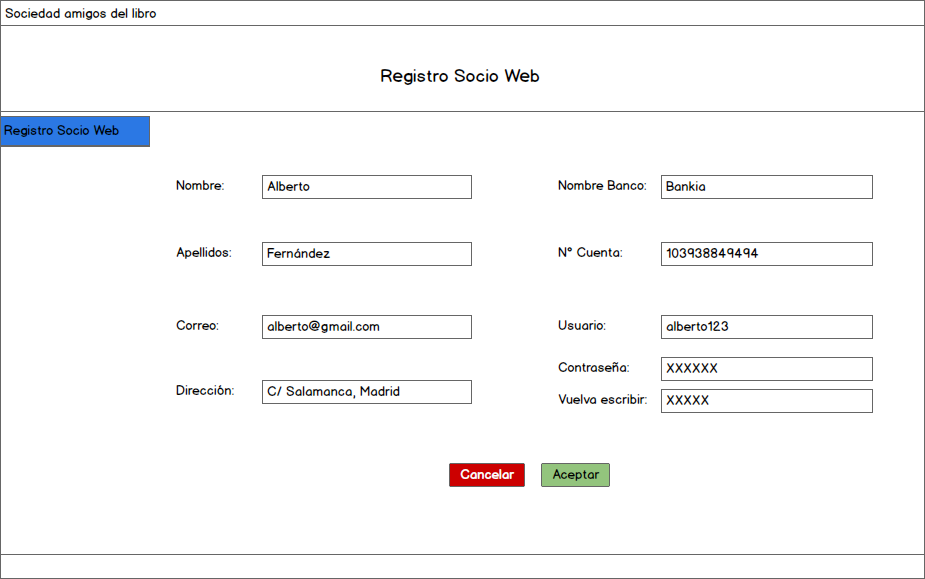 Sociedad amigos del libro
Registro Socio Web
Registro Socio Web
Nombre: Alberto
Nombre Banco: Bankia
Apellidos: Fernández
Nº Cuenta: 103938849494
Correo: alberto@gmail.com
Usuario: alberto123
Contraseña: XXXXXX
Dirección: C/ Salamanca, Madrid
Vuelva escribir: XXXXX
Cancelar
Aceptar